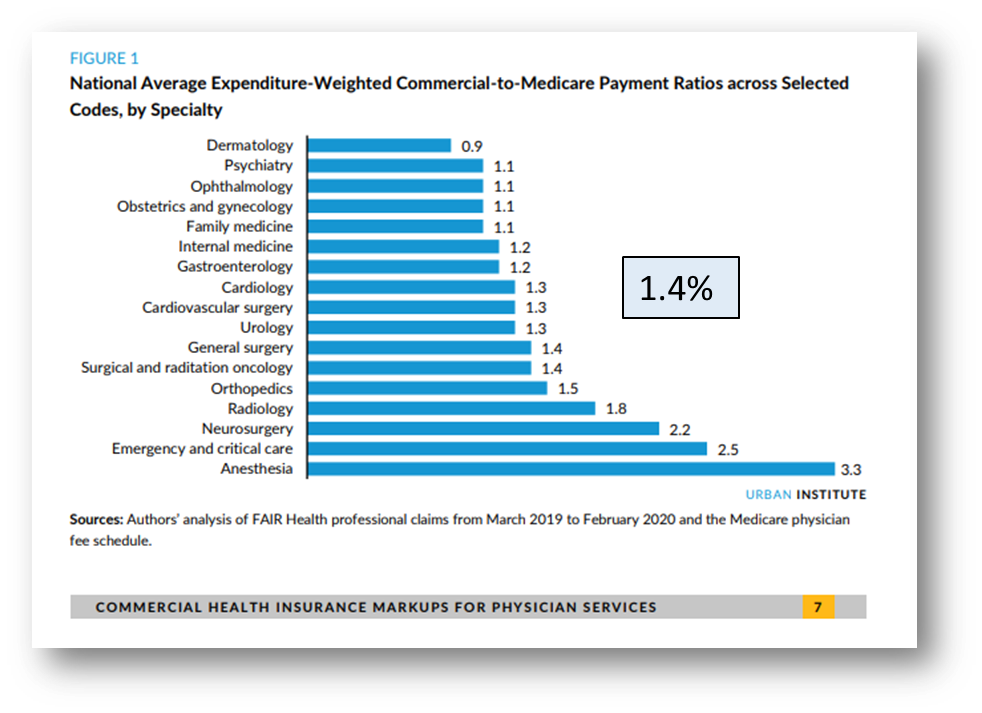 FIGURE 1
National Average Expenditure-Weighted Commercial-to-Medicare Payment Ratios across Selected
Codes, by Specialty
Dermatology 0.9
Psychiatry 1.1
Ophthalmology 1.1
Obstetrics and gynecology 1.1
Family medicine 1.1
Internal medicine 1.2
Gastroenterology 1.2
Cardiology 1.3
Cardiovascular surgery 1.3
Urology 1.3
General surgery 1.4
Surgical and raditation oncology 1.4
Orthopedics 1.5
Radiology 1.8
Neurosurgery 2.2
Emergency and critical care 2.5
Anesthesia 3.3
1.4%
URBAN INSTITUTE
Sources: Authors' analysis of FAIR Health professional claims from March 2019 to February 2020 and the Medicare physician
fee schedule.
COMMERCIAL HEALTH INSURANCE MARKUPS FOR PHYSICIAN SERVICES 7